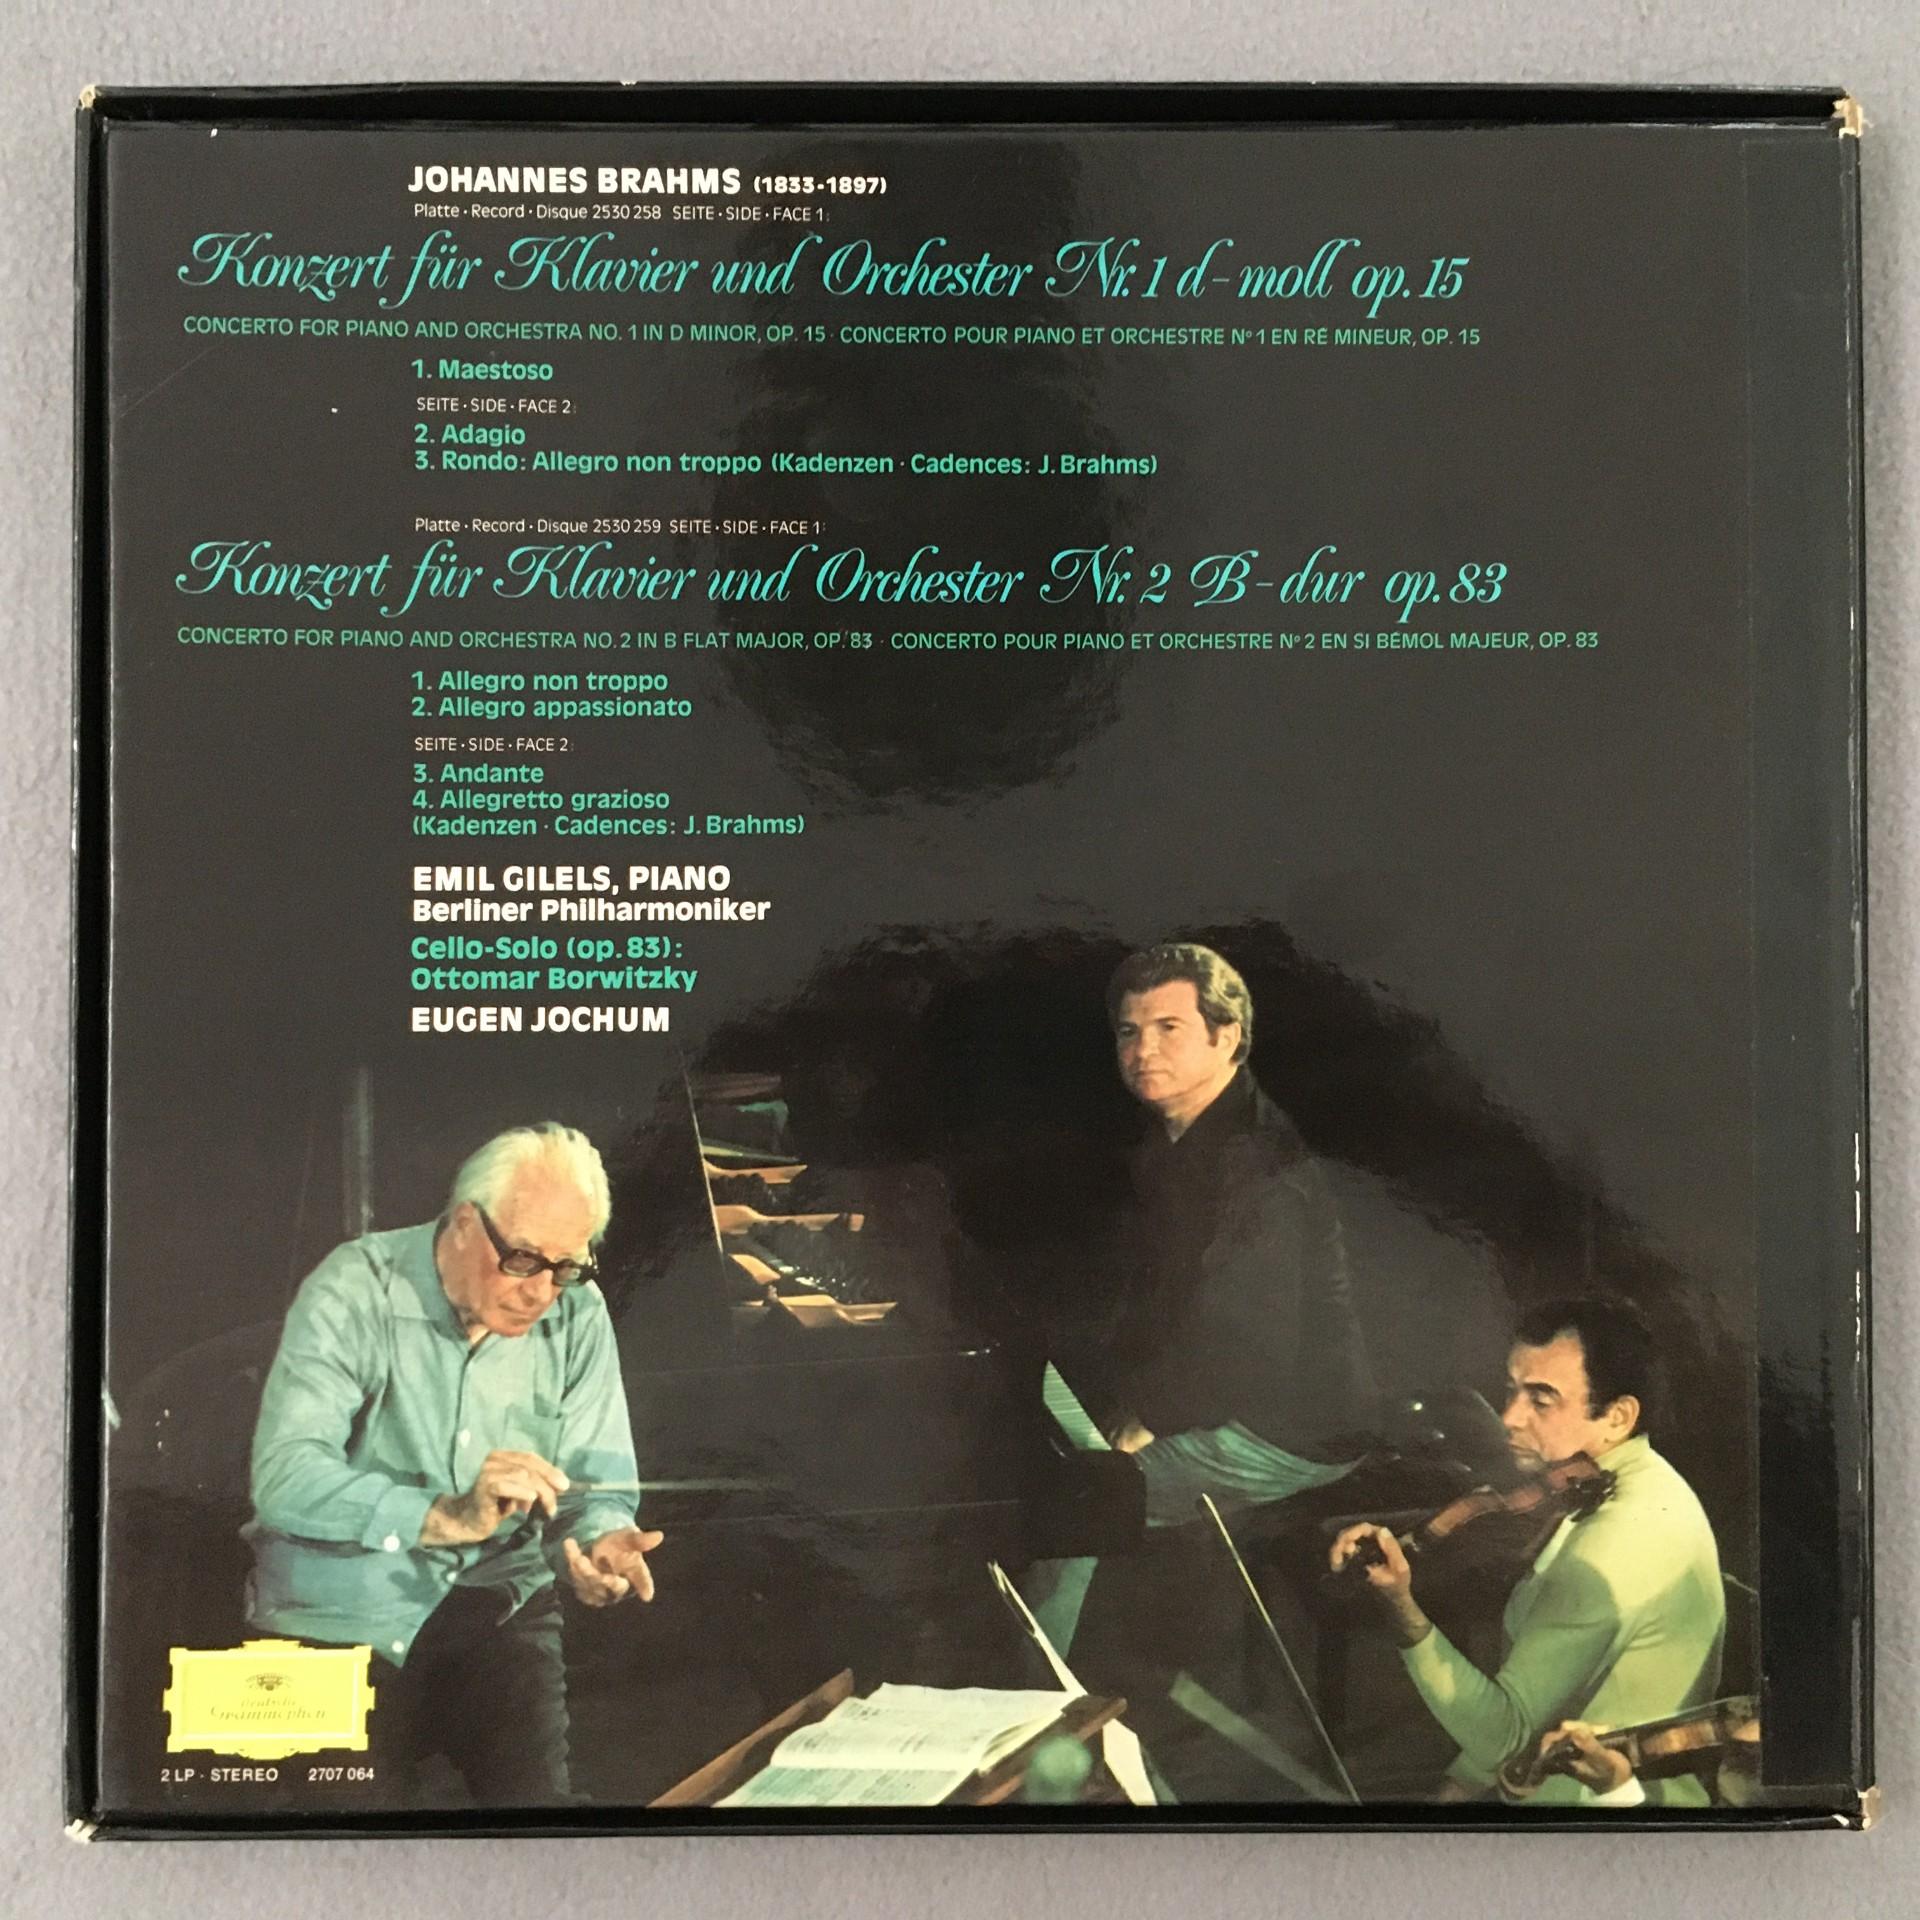 JOHANNES BRAHMS (1833-1897)
Platte · Record · Disque 2530 258 SEITE · SIDE · FACE 1:
Konzert für Klavier und Orchester Nr. 1 d-moll op. 15
CONCERTO FOR PIANO AND ORCHESTRA NO. 1 IN D MINOR, OP. 15 · CONCERTO POUR PIANO ET ORCHESTRE Nº 1 EN RÉ MINEUR, OP. 15
1. Maestoso
SEITE · SIDE · FACE 2:
2. Adagio
3. Rondo: Allegro non troppo (Kadenzen · Cadences: J. Brahms)
Platte · Record · Disque 2530 259 SEITE · SIDE · FACE 1:
Konzert für Klavier und Orchester Nr. 2 B-dur op. 83
CONCERTO FOR PIANO AND ORCHESTRA NO. 2 IN B FLAT MAJOR, OP. 83 · CONCERTO POUR PIANO ET ORCHESTRE Nº 2 EN SI BÉMOL MAJEUR, OP. 83
1. Allegro non troppo
2. Allegro appassionato
SEITE · SIDE · FACE 2:
3. Andante
4. Allegretto grazioso
(Kadenzen · Cadences: J. Brahms)
EMIL GILELS, PIANO
Berliner Philharmoniker
Cello-Solo (op. 83):
Ottomar Borwitzky
EUGEN JOCHUM
Deutsche
Grammophon
2 LP · STEREO 2707 064